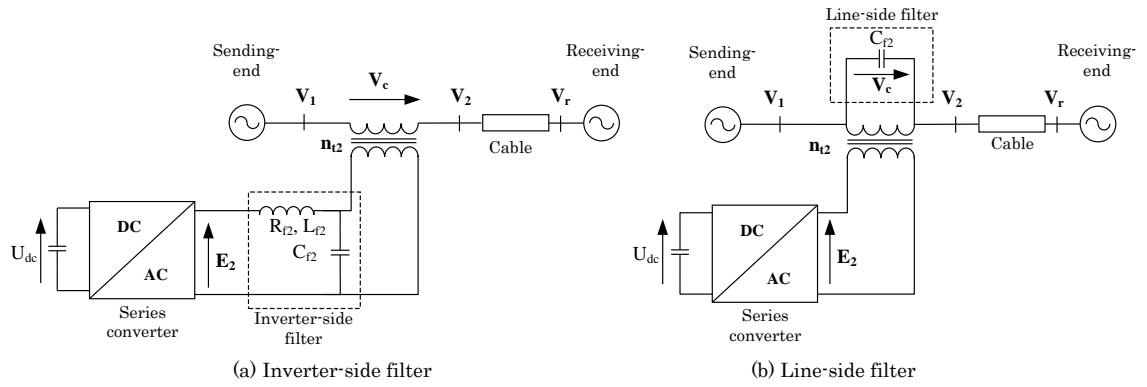 Sending-
end
V1
Vc
V2
Vr
Receiving-
end
Cable
nt2
Udc
DC
AC
E2
Rf2, Lf2
Cf2
Series
converter
Inverter-side
filter
(a) Inverter-side filter
Line-side filter
Cf2
Vc
Sending-
end
V1
V2
Vr
Receiving-
end
Cable
nt2
Udc
DC
AC
E2
Series
converter
(b) Line-side filter